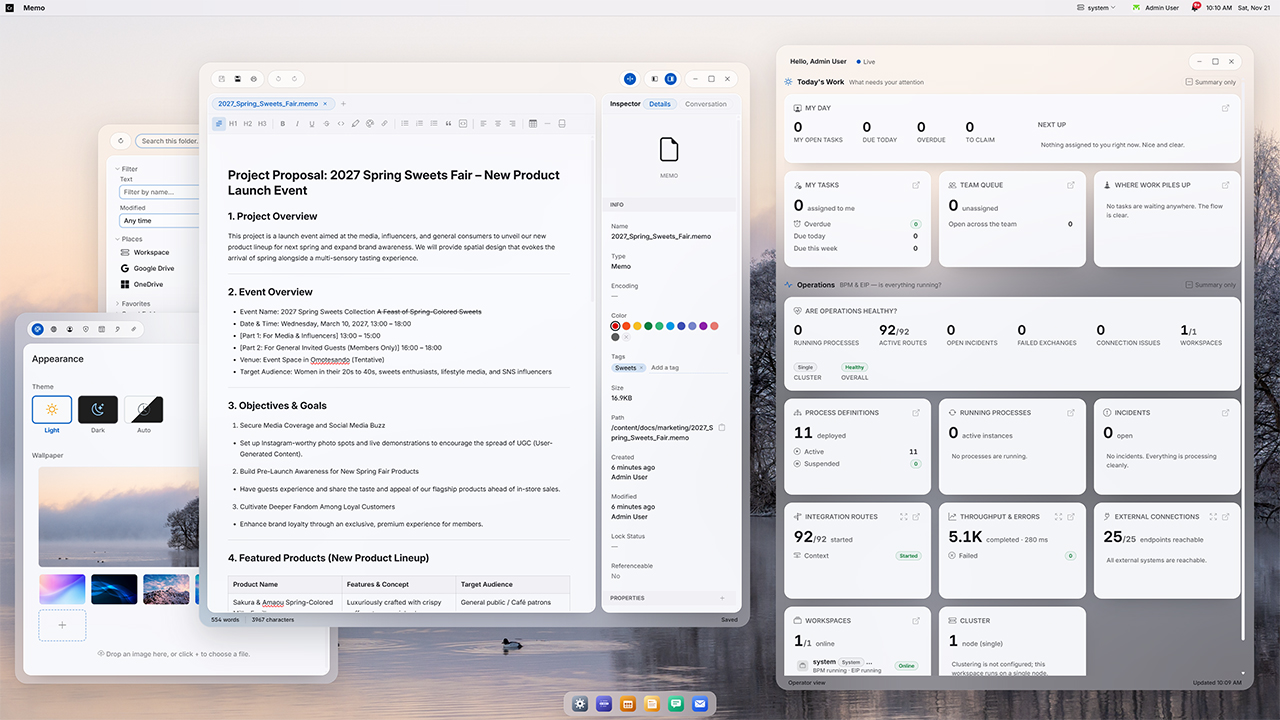 Memo
system
Admin User
9+
10:10 AM
Sat, Nov 21
Search this folder.
Filter
Text
Filter by name...
Modified
Any time
Places
Workspace
Google Drive
OneDrive
Favorites
Appearance
Theme
Light
Dark
Auto
Wallpaper
Drop an image here, or click + to choose a file.
2027_Spring_Sweets_Fair.memo × +
H1 H2 H3 B I U S
Project Proposal: 2027 Spring Sweets Fair – New Product
Launch Event
1. Project Overview
This project is a launch event aimed at the media, influencers, and general consumers to unveil our new
product lineup for next spring and expand brand awareness. We will provide spatial design that evokes the
arrival of spring alongside a multi-sensory tasting experience.
2. Event Overview
• Event Name: 2027 Spring Sweets Collection A Feast of Spring-Colored Sweets
• Date & Time: Wednesday, March 10, 2027, 13:00 – 18:00
• [Part 1: For Media & Influencers] 13:00 – 15:00
• [Part 2: For General Invited Guests (Members Only)] 16:00 – 18:00
• Venue: Event Space in Omotesando (Tentative)
• Target Audience: Women in their 20s to 40s, sweets enthusiasts, lifestyle media, and SNS influencers
3. Objectives & Goals
1. Secure Media Coverage and Social Media Buzz
• Set up Instagram-worthy photo spots and live demonstrations to encourage the spread of UGC (User-
Generated Content).
2. Build Pre-Launch Awareness for New Spring Fair Products
• Have guests experience and share the taste and appeal of our flagship products ahead of in-store sales.
3. Cultivate Deeper Fandom Among Loyal Customers
• Enhance brand loyalty through an exclusive, premium experience for members.
4. Featured Products (New Product Lineup)
Product Name
Features & Concept
Target Audience
Sakura & Amaou Spring-Colored
Luxuriously crafted with crispy
General public / Café patrons
554 words
3967 characters
Saved
Inspector
Details
Conversation
MEMO
INFO
Name
2027_Spring_Sweets_Fair.memo
Type
Memo
Encoding
—
Color
Tags
Sweets ×
Add a tag
Size
16.9KB
Path
/content/docs/marketing/2027_S
pring_Sweets_Fair.memo
Created
6 minutes ago
Admin User
Modified
6 minutes ago
Admin User
Lock Status
—
Referenceable
No
PROPERTIES +
Hello, Admin User
Live
Today's Work
What needs your attention
Summary only
MY DAY
0
MY OPEN TASKS
0
DUE TODAY
0
OVERDUE
0
TO CLAIM
NEXT UP
Nothing assigned to you right now. Nice and clear.
MY TASKS
0 assigned to me
Overdue 0
Due today 0
Due this week 0
TEAM QUEUE
0 unassigned
Open across the team 0
WHERE WORK PILES UP
No tasks are waiting anywhere. The flow
is clear.
Operations
BPM & EIP — is everything running?
Summary only
ARE OPERATIONS HEALTHY?
0
RUNNING PROCESSES
92/92
ACTIVE ROUTES
0
OPEN INCIDENTS
0
FAILED EXCHANGES
0
CONNECTION ISSUES
1/1
WORKSPACES
Single
CLUSTER
Healthy
OVERALL
PROCESS DEFINITIONS
11 deployed
Active 11
Suspended 0
RUNNING PROCESSES
0 active instances
No processes are running.
INCIDENTS
0 open
No incidents. Everything is processing
cleanly.
INTEGRATION ROUTES
92/92 started
Context Started
THROUGHPUT & ERRORS
5.1K completed · 280 ms
Failed 0
EXTERNAL CONNECTIONS
25/25 endpoints reachable
All external systems are reachable.
WORKSPACES
1/1 online
system System ...
BPM running · EIP running
Online
CLUSTER
1 node (single)
Clustering is not configured; this
workspace runs on a single node.
Operator view
Updated 10:09 AM